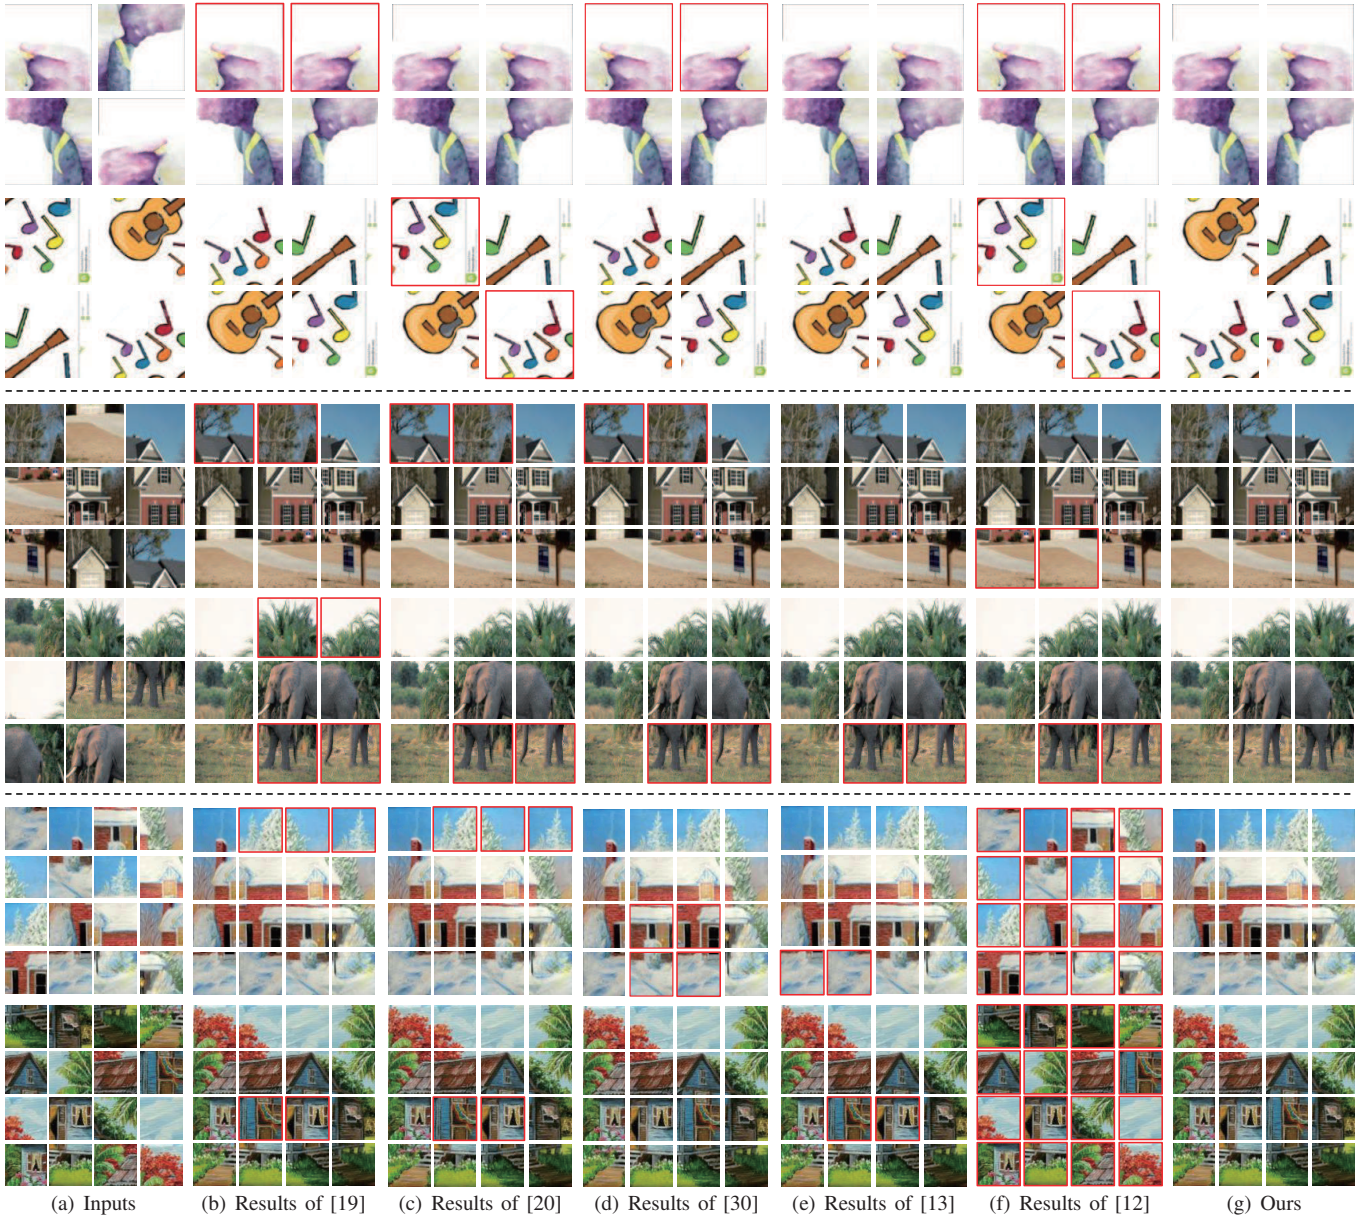 (a) Inputs
(b) Results of [19]
(c) Results of [20]
(d) Results of [30]
(e) Results of [13]
(f) Results of [12]
(g) Ours